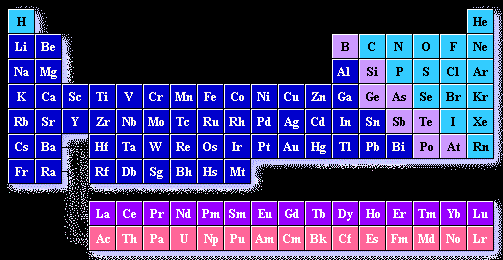 H He
Li Be B C N O F Ne
Na Mg Al Si P S Cl Ar
K Ca Sc Ti V Cr Mn Fe Co Ni Cu Zn Ga Ge As Se Br Kr
Rb Sr Y Zr Nb Mo Tc Ru Rh Pd Ag Cd In Sn Sb Te I Xe
Cs Ba Hf Ta W Re Os Ir Pt Au Hg Tl Pb Bi Po At Rn
Fr Ra Rf Db Sg Bh Hs Mt
La Ce Pr Nd Pm Sm Eu Gd Tb Dy Ho Er Tm Yb Lu
Ac Th Pa U Np Pu Am Cm Bk Cf Es Fm Md No Lr